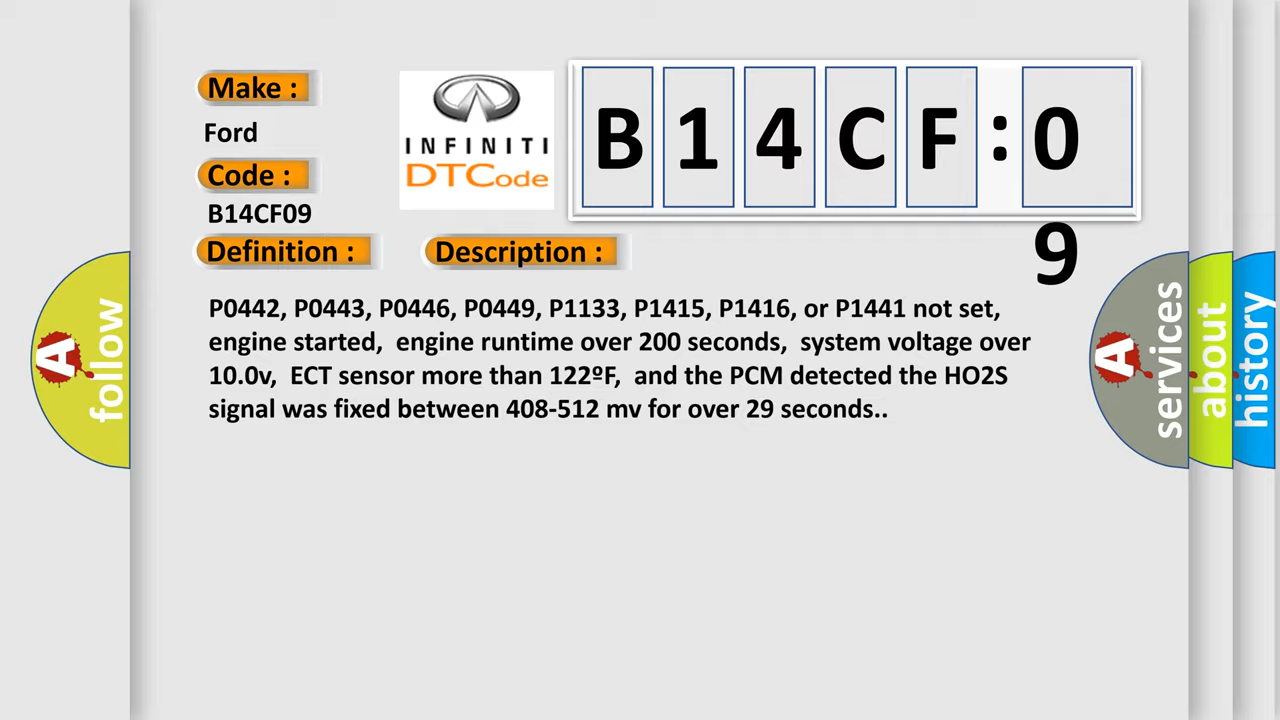 Make :
Ford
Code :
B14CF09
INFINITI
DTCode
B14CF:0
9
Definition :
Description :
P0442, P0443, P0446, P0449, P1133, P1415, P1416, or P1441 not set,
engine started,  engine runtime over 200 seconds,  system voltage over
10.0v,  ECT sensor more than 122ºF,  and the PCM detected the HO2S
signal was fixed between 408-512 mv for over 29 seconds..
A
follow
A
services
about
history